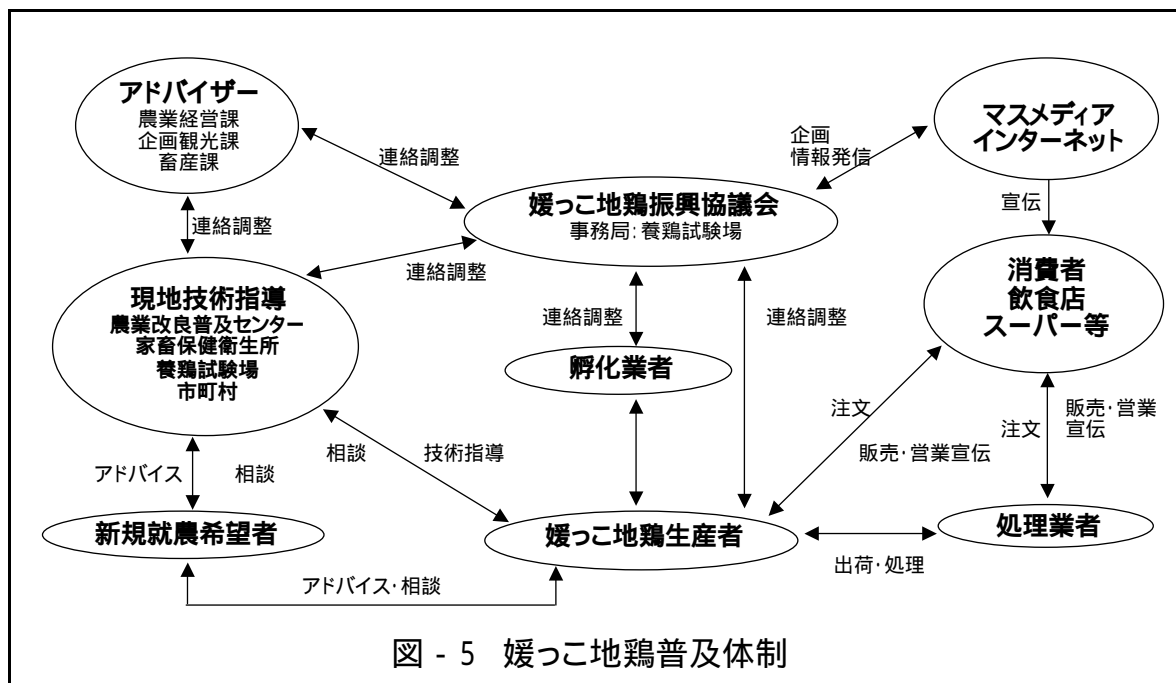 アドバイザー
農業経営課
企画観光課
畜産課
マスメディア
インターネット
企画
情報発信
連絡調整
宣伝
媛っこ地鶏振興協議会
事務局:養鶏試験場
連絡調整
連絡調整
現地技術指導
農業改良普及センター
家畜保健衛生所
養鶏試験場
市町村
消費者
飲食店
スーパー等
連絡調整
連絡調整
孵化業者
注文
販売・営業宣伝
注文
販売・営業
宣伝
相談
技術指導
アドバイス
相談
新規就農希望者
媛っこ地鶏生産者
処理業者
出荷・処理
アドバイス・相談
図 - 5 媛っこ地鶏普及体制